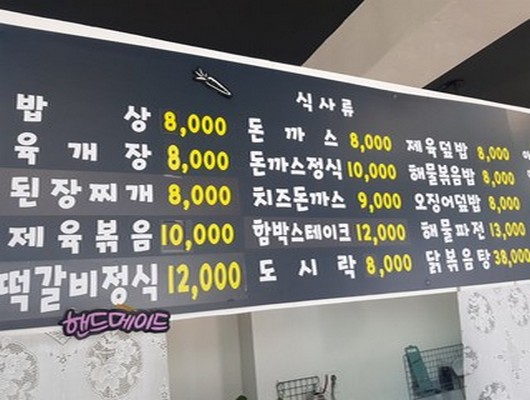 식사류
밥 상 8,000
육 개 장 8,000
된장찌개 8,000
제육볶음 10,000
떡갈비정식 12,000
핸드메이드
돈 까 스 8,000
돈까스정식 10,000
치즈돈까스 9,000
함박스테이크 12,000
도 시 락 8,000
제육덮밥 8,000
해물볶음밥 8,000
오징어덮밥 8,000
해물파전 13,000
닭볶음탕 38,000